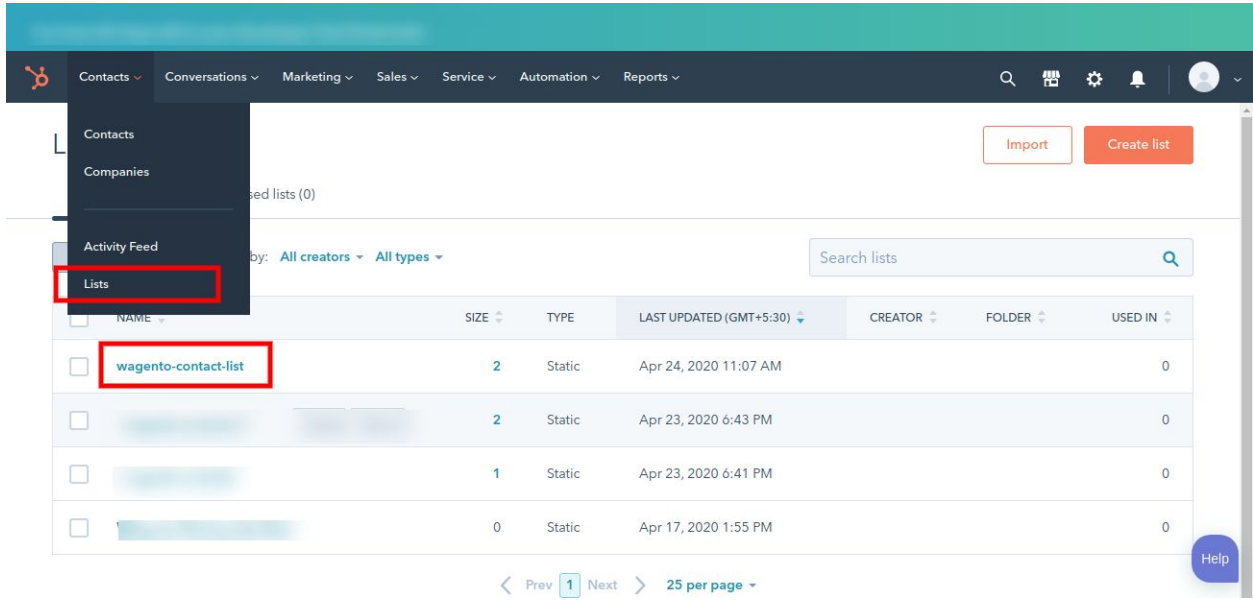 Contacts Conversations Marketing Sales Service Automation Reports
Contacts
Companies
Activity Feed
Lists
L
Import Create list
sed lists (0)
by: All creators All types Search lists
NAME SIZE TYPE LAST UPDATED (GMT+5:30) CREATOR FOLDER USED IN
wagento-contact-list 2 Static Apr 24, 2020 11:07 AM 0
2 Static Apr 23, 2020 6:43 PM 0
1 Static Apr 23, 2020 6:41 PM 0
0 Static Apr 17, 2020 1:55 PM 0
Prev 1 Next 25 per page
Help